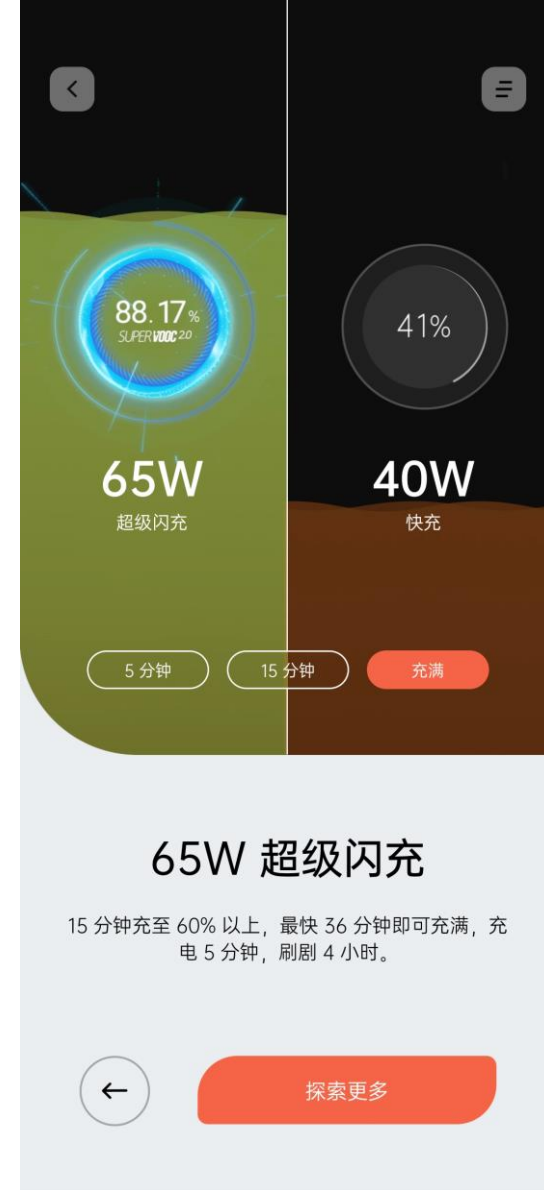 88.17%
SUPERVOOC 2.0
41%
65W
超级闪充
40W
快充
5 分钟
15 分钟
充满
65W 超级闪充
15 分钟充至 60% 以上，最快 36 分钟即可充满，充
电 5 分钟，刷剧 4 小时。
探索更多